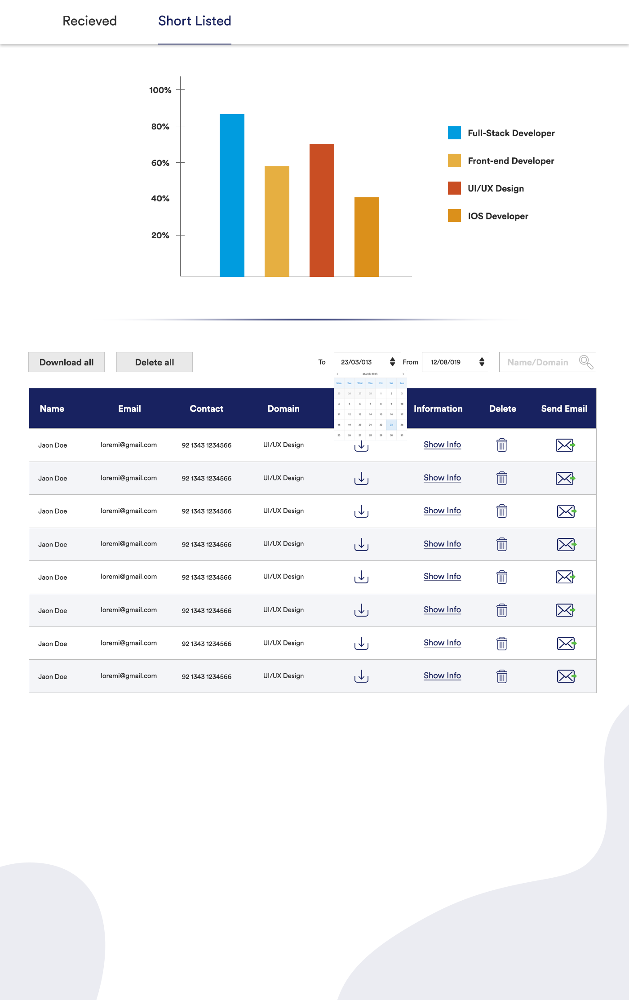 Recieved
Short Listed
100%
80%
60%
40%
20%
Full-Stack Developer
Front-end Developer
UI/UX Design
IOS Developer
Download all
Delete all
To
23/03/013
From
12/08/019
Name/Domain
March 2013
Mon Tue Wed Thu Fri Sat Sun
25 26 27 28 1 2 3
4 5 6 7 8 9 10
11 12 13 14 15 16 17
18 19 20 21 22 23 24
25 26 27 28 29 30 31
Name Email Contact Domain Information Delete Send Email
Jaon Doe loremi@gmail.com 92 1343 1234566 UI/UX Design Show Info
Jaon Doe loremi@gmail.com 92 1343 1234566 UI/UX Design Show Info
Jaon Doe loremi@gmail.com 92 1343 1234566 UI/UX Design Show Info
Jaon Doe loremi@gmail.com 92 1343 1234566 UI/UX Design Show Info
Jaon Doe loremi@gmail.com 92 1343 1234566 UI/UX Design Show Info
Jaon Doe loremi@gmail.com 92 1343 1234566 UI/UX Design Show Info
Jaon Doe loremi@gmail.com 92 1343 1234566 UI/UX Design Show Info
Jaon Doe loremi@gmail.com 92 1343 1234566 UI/UX Design Show Info